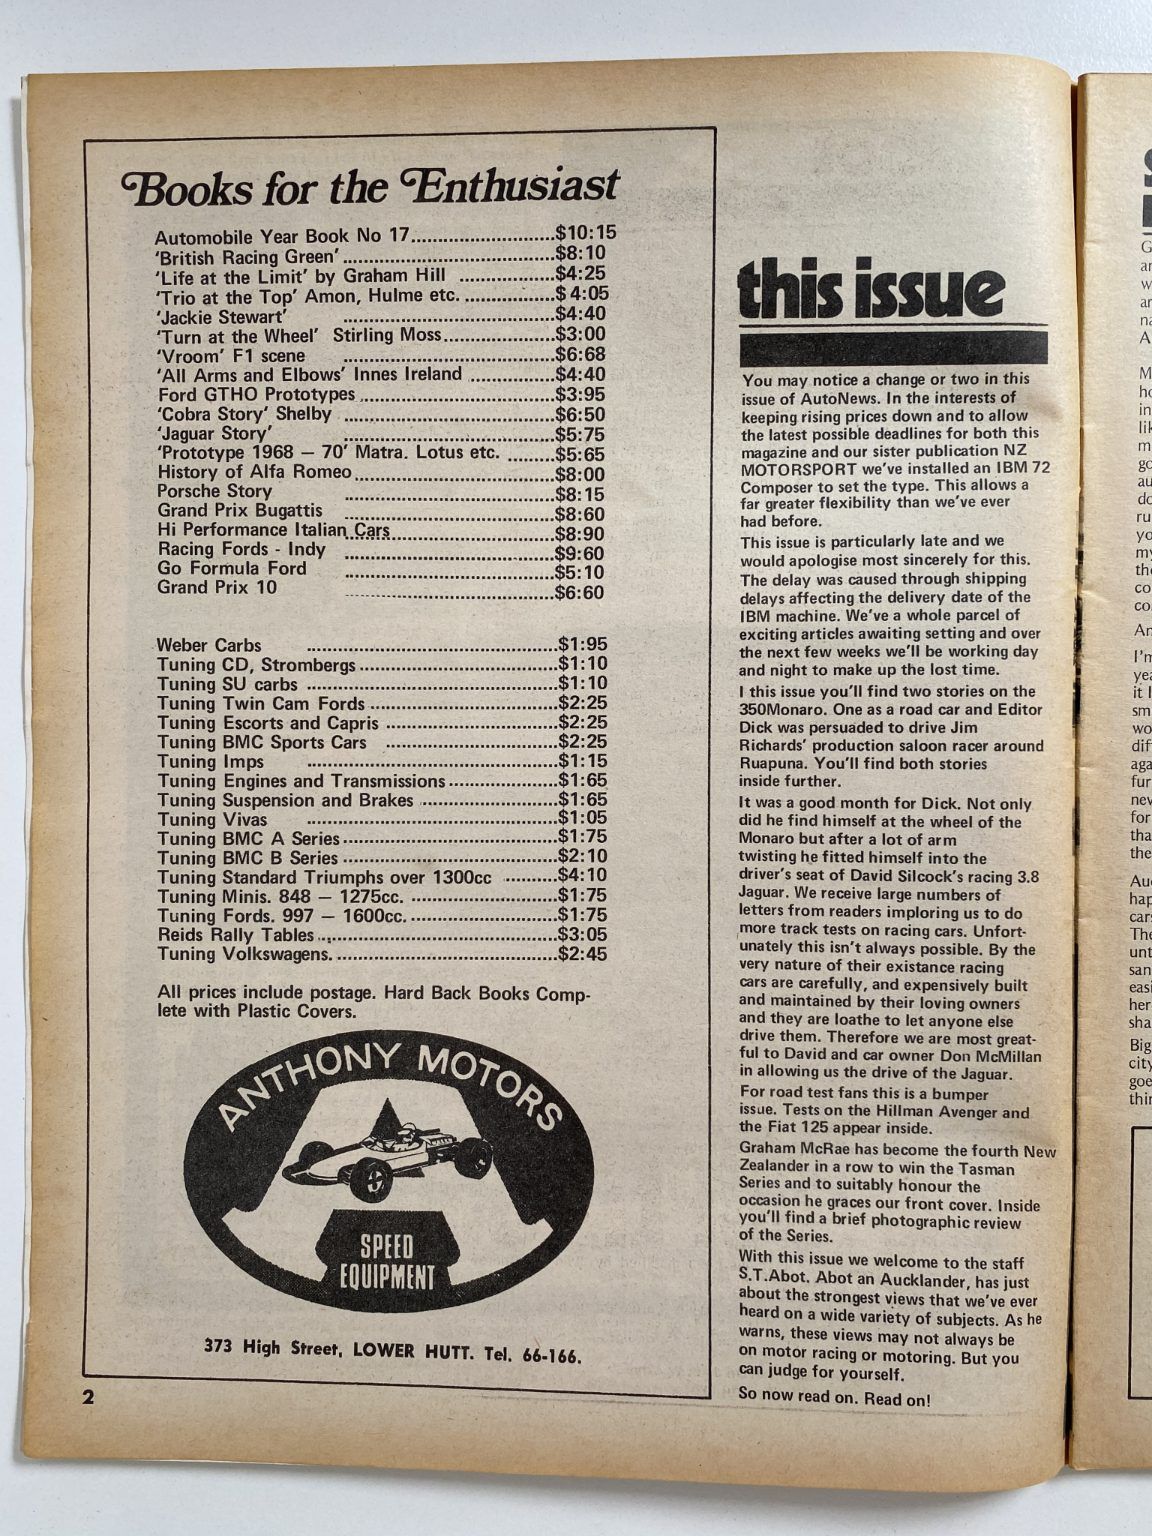 Books for the Enthusiast
Automobile Year Book No 17..........................$10:15
'British Racing Green'..........................$8:10
'Life at the Limit' by Graham Hill ..................$4:25
'Trio at the Top' Amon, Hulme etc. .................$4:05
'Jackie Stewart' ..........................$4:40
'Turn at the Wheel' Stirling Moss....................$3:00
'Vroom' F1 scene ..........................$6:68
'All Arms and Elbows' Innes Ireland ................$4:40
Ford GTHO Prototypes ..........................$3:95
'Cobra Story' Shelby ..........................$6:50
'Jaguar Story' ..........................$5:75
'Prototype 1968 — 70' Matra. Lotus etc. .........$5:65
History of Alfa Romeo..........................$8:00
Porsche Story ..........................$8:15
Grand Prix Bugattis ..........................$8:60
Hi Performance Italian Cars..........................$8:90
Racing Fords - Indy ..........................$9:60
Go Formula Ford ..........................$5:10
Grand Prix 10 ..........................$6:60
Weber Carbs ..........................$1:95
Tuning CD, Strombergs ..........................$1:10
Tuning SU carbs ..........................$1:10
Tuning Twin Cam Fords ..........................$2:25
Tuning Escorts and Capris ..........................$2:25
Tuning BMC Sports Cars ..........................$2:25
Tuning Imps ..........................$1:15
Tuning Engines and Transmissions ....................$1:65
Tuning Suspension and Brakes ..........................$1:65
Tuning Vivas ..........................$1:05
Tuning BMC A Series..........................$1:75
Tuning BMC B Series ..........................$2:10
Tuning Standard Triumphs over 1300cc ..........$4:10
Tuning Minis. 848 — 1275cc. ..........................$1:75
Tuning Fords. 997 — 1600cc. ..........................$1:75
Reids Rally Tables ..........................$3:05
Tuning Volkswagens. ..........................$2:45
All prices include postage. Hard Back Books Comp-
lete with Plastic Covers.
ANTHONY MOTORS
SPEED
EQUIPMENT
373 High Street, LOWER HUTT. Tel. 66-166.
2
this issue
You may notice a change or two in this
issue of AutoNews. In the interests of
keeping rising prices down and to allow
the latest possible deadlines for both this
magazine and our sister publication NZ
MOTORSPORT we've installed an IBM 72
Composer to set the type. This allows a
far greater flexibility than we've ever
had before.
This issue is particularly late and we
would apologise most sincerely for this.
The delay was caused through shipping
delays affecting the delivery date of the
IBM machine. We've a whole parcel of
exciting articles awaiting setting and over
the next few weeks we'll be working day
and night to make up the lost time.
I this issue you'll find two stories on the
350Monaro. One as a road car and Editor
Dick was persuaded to drive Jim
Richards' production saloon racer around
Ruapuna. You'll find both stories
inside further.
It was a good month for Dick. Not only
did he find himself at the wheel of the
Monaro but after a lot of arm
twisting he fitted himself into the
driver's seat of David Silcock's racing 3.8
Jaguar. We receive large numbers of
letters from readers imploring us to do
more track tests on racing cars. Unfort-
unately this isn't always possible. By the
very nature of their existance racing
cars are carefully, and expensively built
and maintained by their loving owners
and they are loathe to let anyone else
drive them. Therefore we are most great-
ful to David and car owner Don McMillan
in allowing us the drive of the Jaguar.
For road test fans this is a bumper
issue. Tests on the Hillman Avenger and
the Fiat 125 appear inside.
Graham McRae has become the fourth New
Zealander in a row to win the Tasman
Series and to suitably honour the
occasion he graces our front cover. Inside
you'll find a brief photographic review
of the Series.
With this issue we welcome to the staff
S.T.Abot. Abot an Aucklander, has just
about the strongest views that we've ever
heard on a wide variety of subjects. As he
warns, these views may not always be
on motor racing or motoring. But you
can judge for yourself.
So now read on. Read on!